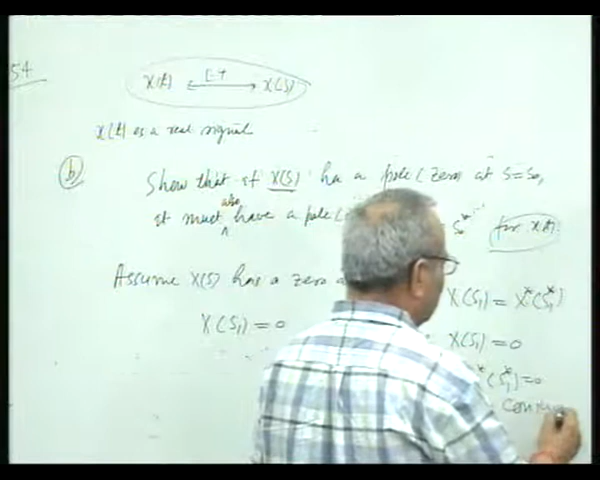 54
x(t) L.T X(s)
x(t) is a real signal
(b)
Show that if X(s) has a pole (zero) at s=s₀,
it must also have a pole ( s₀* for x(t)
Assume X(s) has a zero a
X(s₁) = 0
X(s₁) = X*(s₁*)
X(s₁) = 0
*(s₁*) = 0